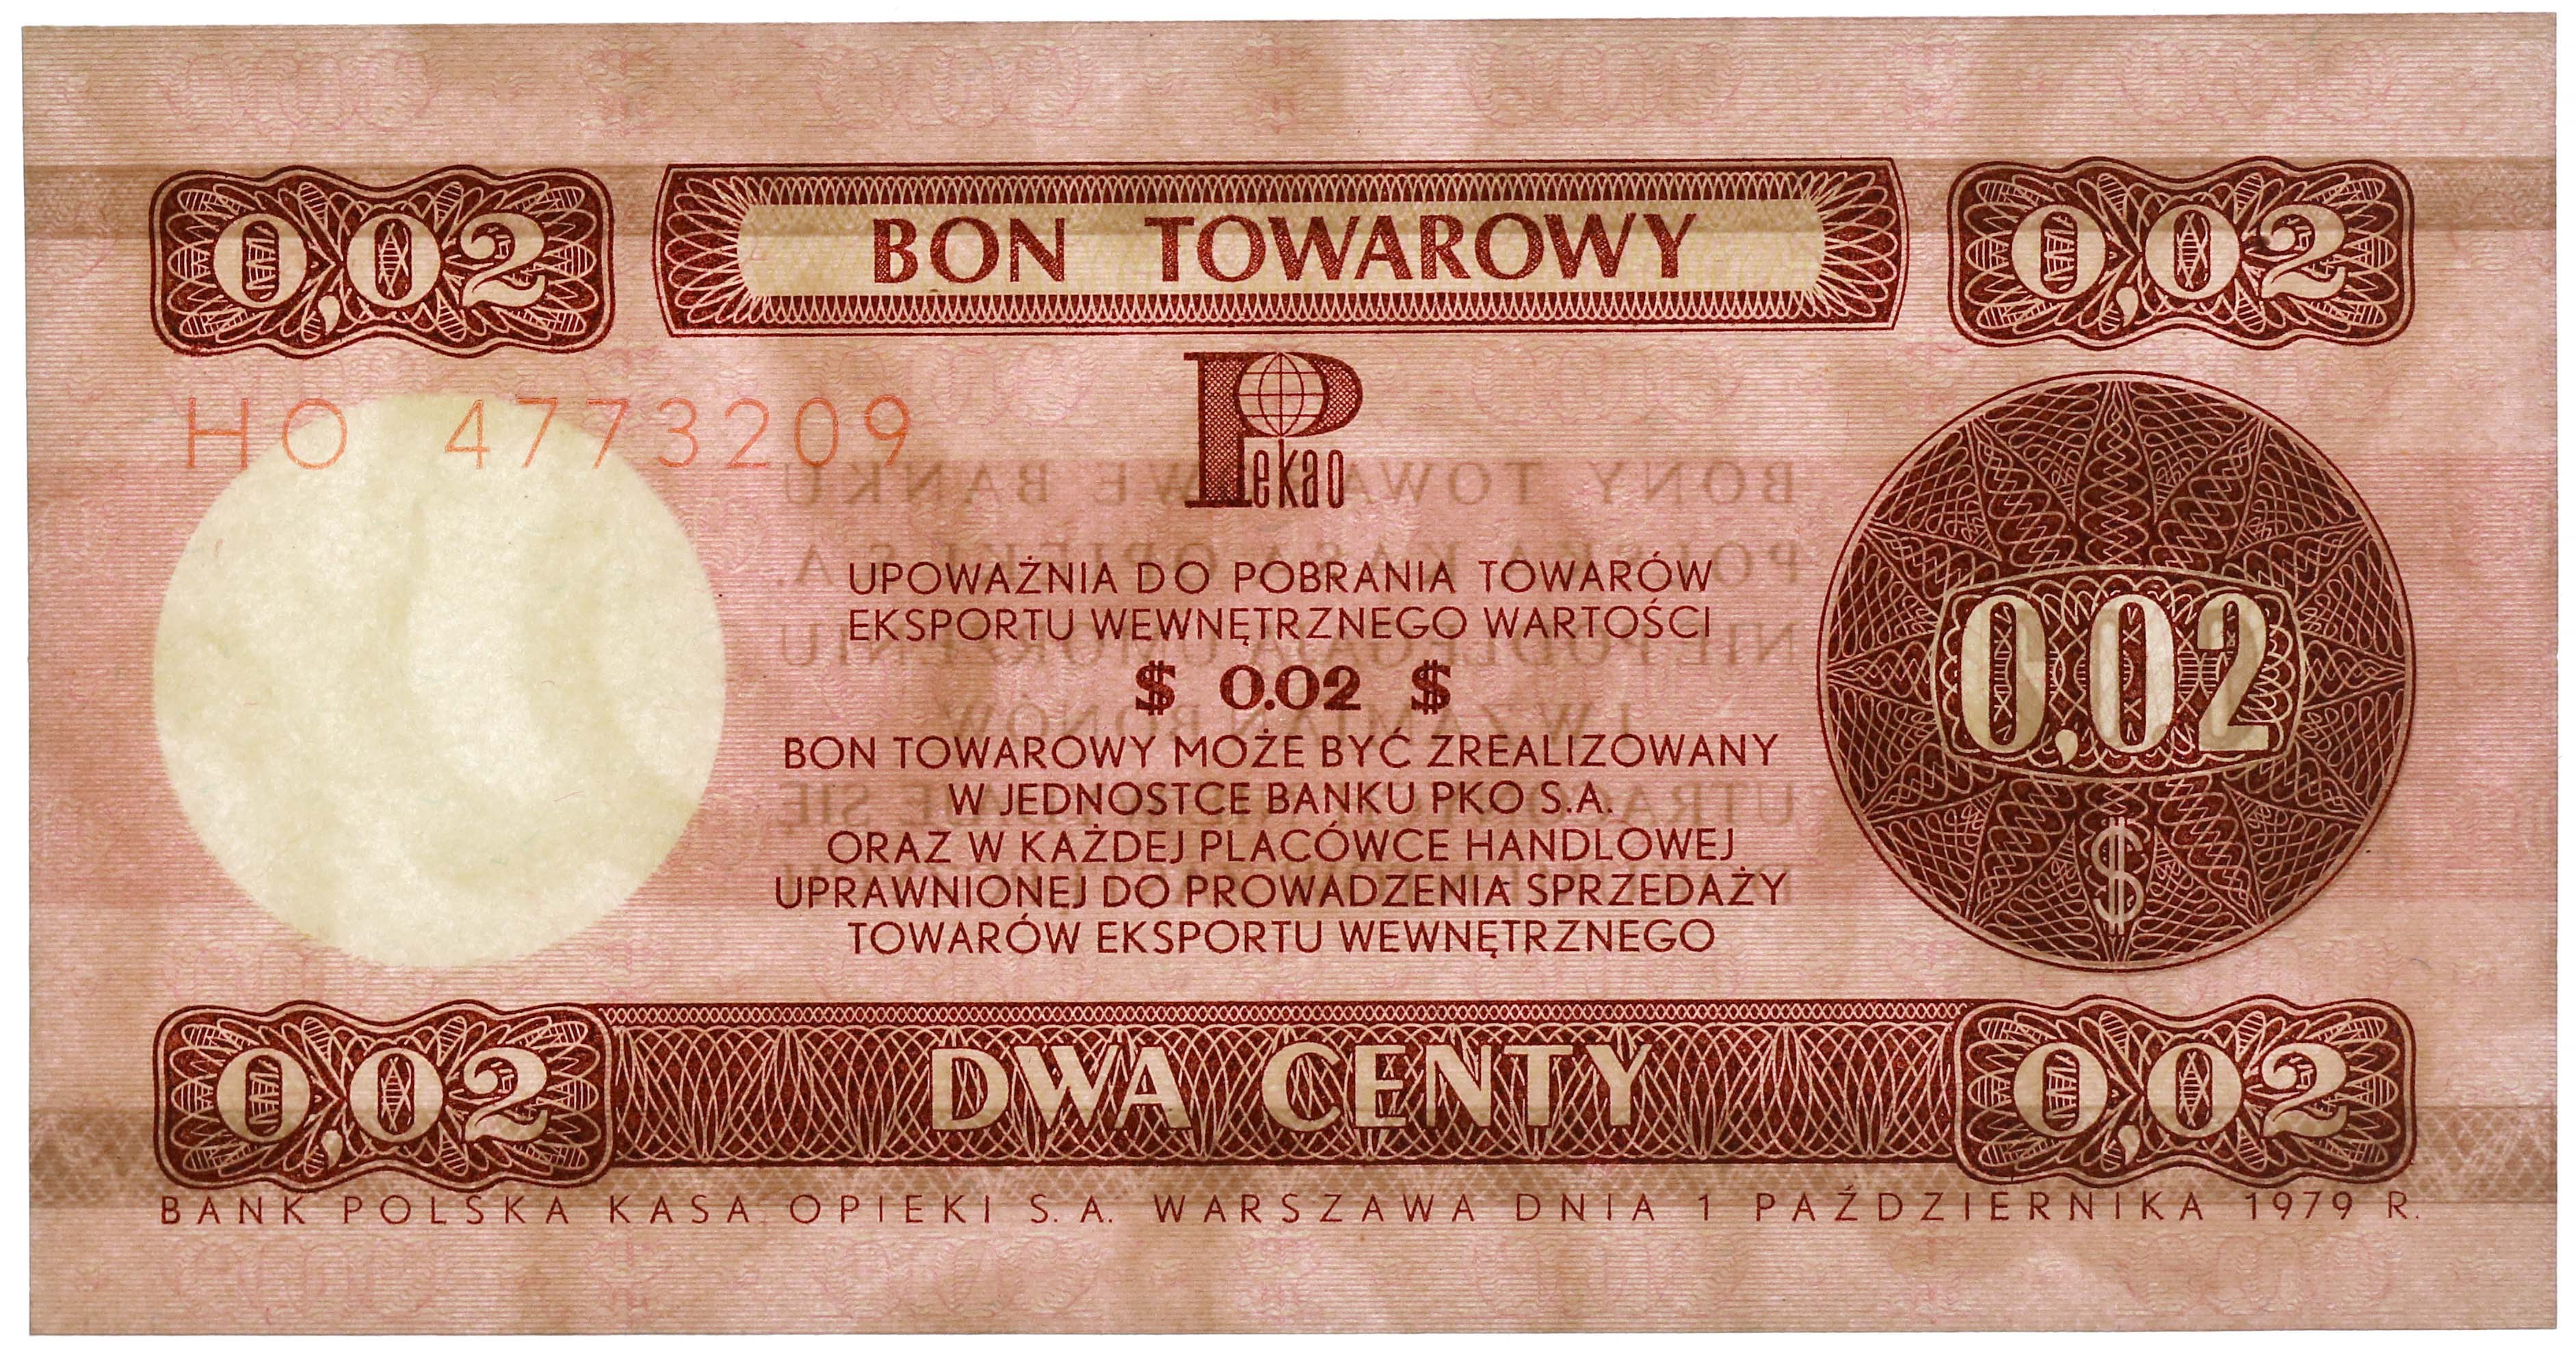 0,02 BON TOWAROWY 0,02
HO 4773209
Pekao
UPOWAŻNIA DO POBRANIA TOWARÓW
EKSPORTU WEWNĘTRZNEGO WARTOŚCI
$ 0.02 $
BON TOWAROWY MOŻE BYĆ ZREALIZOWANY
W JEDNOSTCE BANKU PKO S.A.
ORAZ W KAŻDEJ PLACÓWCE HANDLOWEJ
UPRAWNIONEJ DO PROWADZENIA SPRZEDAŻY
TOWARÓW EKSPORTU WEWNĘTRZNEGO
0,02
$
0,02 DWA CENTY 0,02
BANK POLSKA KASA OPIEKI S.A. WARSZAWA DNIA 1 PAŹDZIERNIKA 1979 R.